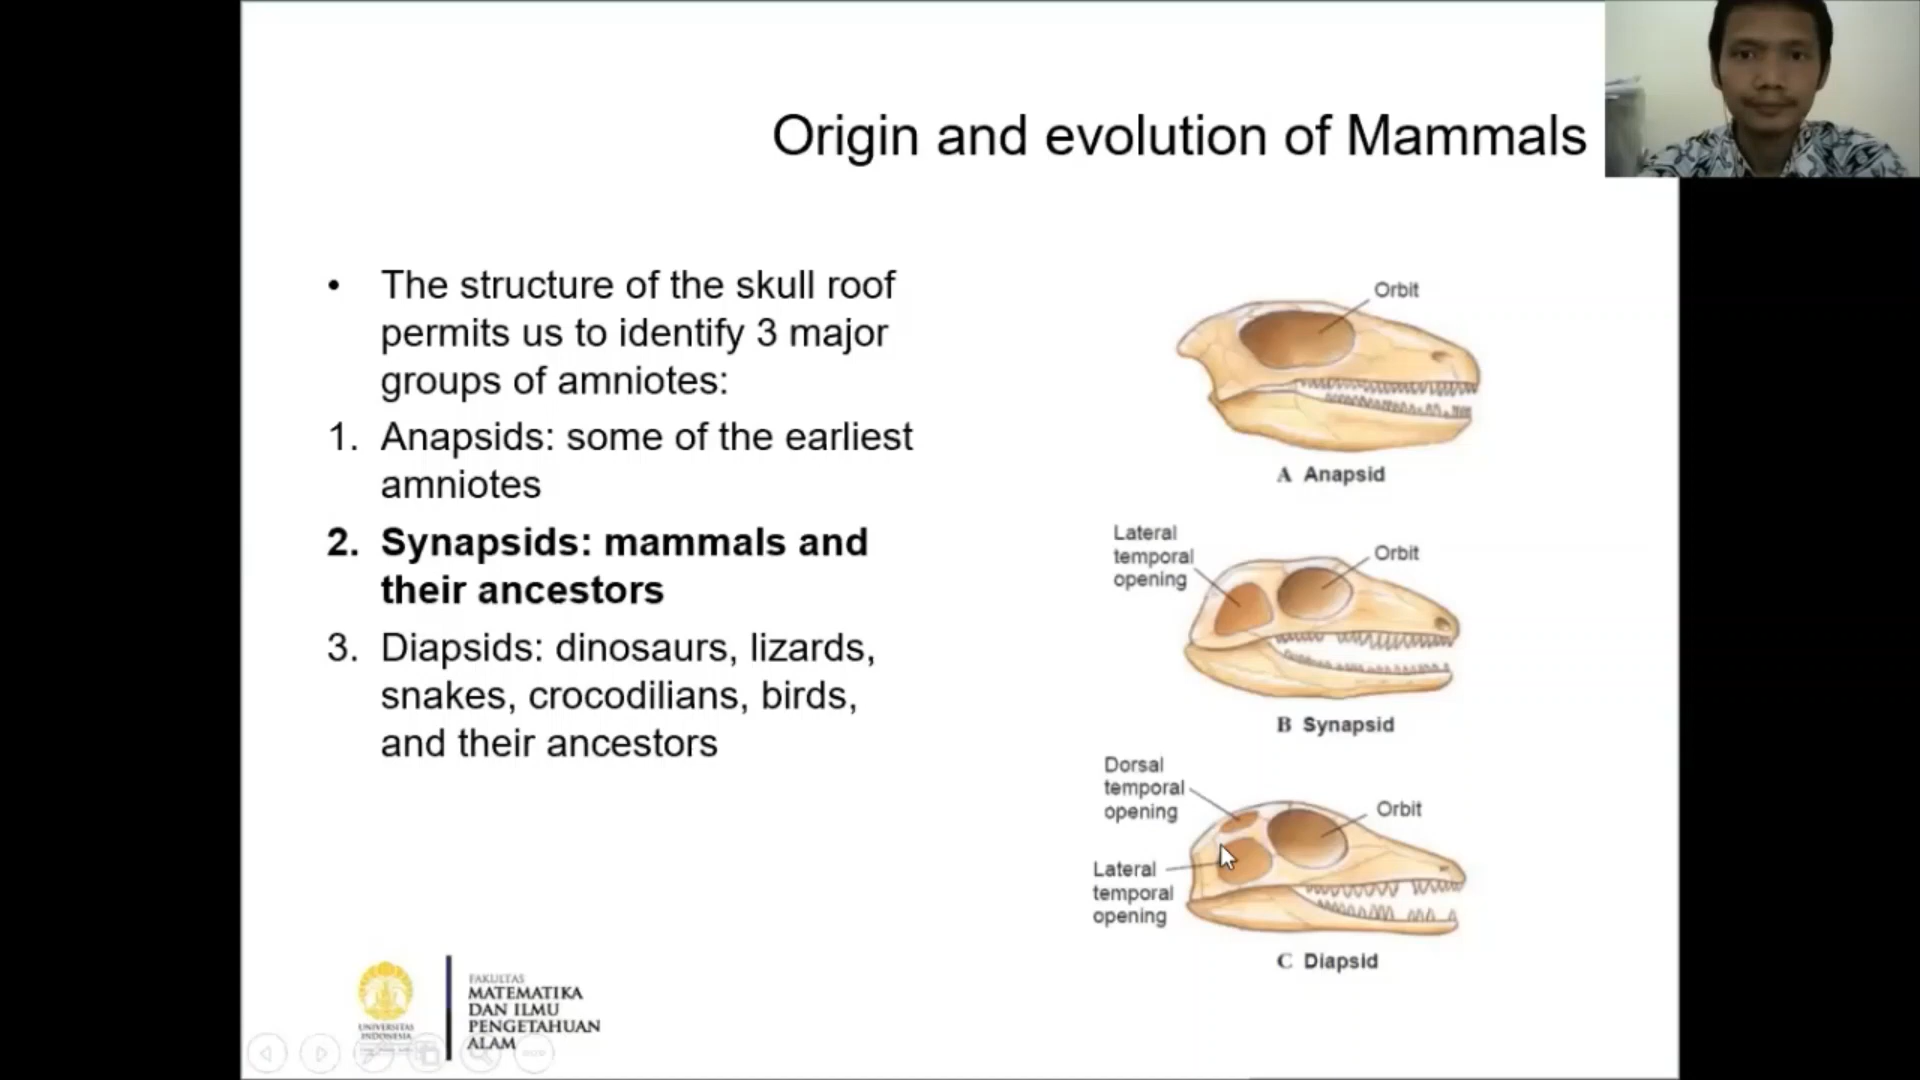 Origin and evolution of Mammals
• The structure of the skull roof
permits us to identify 3 major
groups of amniotes:
1. Anapsids: some of the earliest
amniotes
2. Synapsids: mammals and
their ancestors
3. Diapsids: dinosaurs, lizards,
snakes, crocodilians, birds,
and their ancestors
Orbit
A Anapsid
Lateral
temporal
opening
Orbit
B Synapsid
Dorsal
temporal
opening
Orbit
Lateral
temporal
opening
C Diapsid
UNIVERSITAS
INDONESIA
FAKULTAS
MATEMATIKA
DAN ILMU
PENGETAHUAN
ALAM